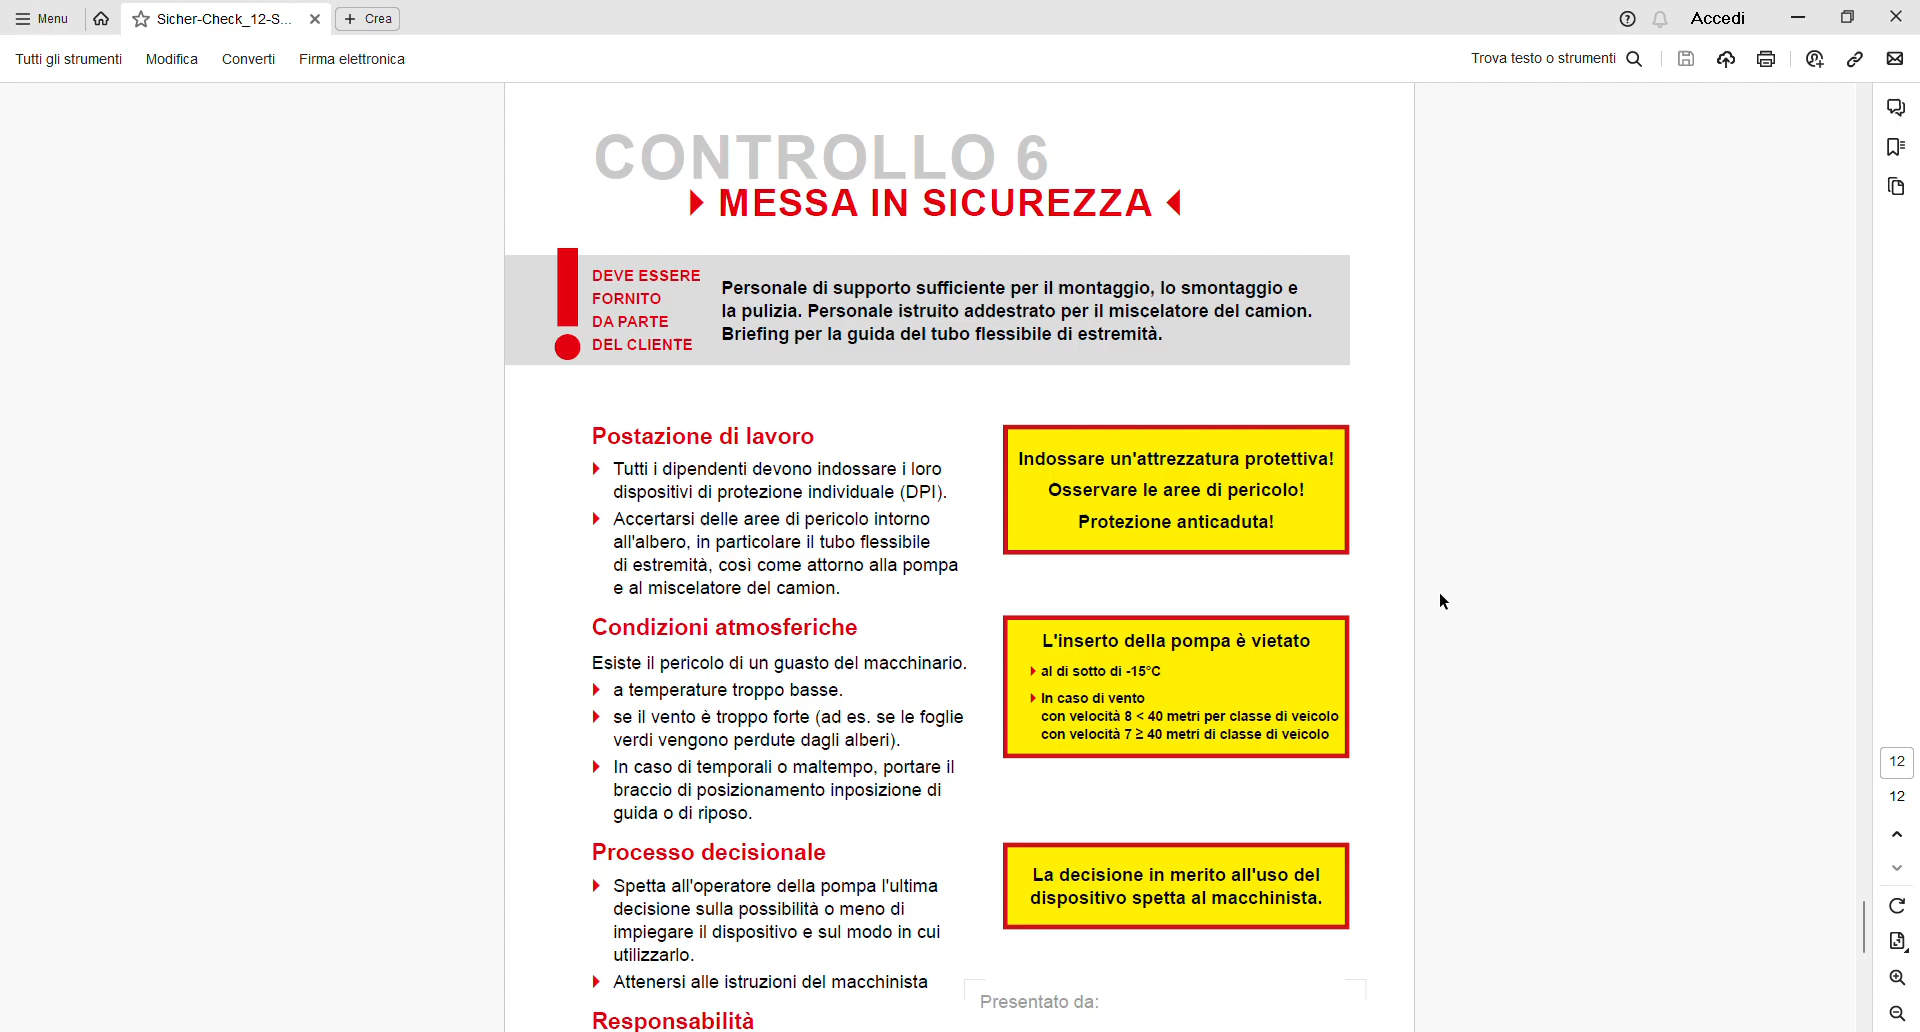 Menu
Sicher-Check_12-S...
Crea
Accedi
Tutti gli strumenti
Modifica
Converti
Firma elettronica
Trova testo o strumenti
CONTROLLO 6
MESSA IN SICUREZZA
DEVE ESSERE
FORNITO
DA PARTE
DEL CLIENTE
Personale di supporto sufficiente per il montaggio, lo smontaggio e
la pulizia. Personale istruito addestrato per il miscelatore del camion.
Briefing per la guida del tubo flessibile di estremità.
Postazione di lavoro
Tutti i dipendenti devono indossare i loro
dispositivi di protezione individuale (DPI).
Accertarsi delle aree di pericolo intorno
all'albero, in particolare il tubo flessibile
di estremità, così come attorno alla pompa
e al miscelatore del camion.
Indossare un'attrezzatura protettiva!
Osservare le aree di pericolo!
Protezione anticaduta!
Condizioni atmosferiche
Esiste il pericolo di un guasto del macchinario.
a temperature troppo basse.
se il vento è troppo forte (ad es. se le foglie
verdi vengono perdute dagli alberi).
In caso di temporali o maltempo, portare il
braccio di posizionamento inposizione di
guida o di riposo.
L'inserto della pompa è vietato
al di sotto di -15°C
In caso di vento
con velocità 8 < 40 metri per classe di veicolo
con velocità 7 ≥ 40 metri di classe di veicolo
Processo decisionale
Spetta all'operatore della pompa l'ultima
decisione sulla possibilità o meno di
impiegare il dispositivo e sul modo in cui
utilizzarlo.
Attenersi alle istruzioni del macchinista
La decisione in merito all'uso del
dispositivo spetta al macchinista.
Presentato da:
Responsabilità
12
12